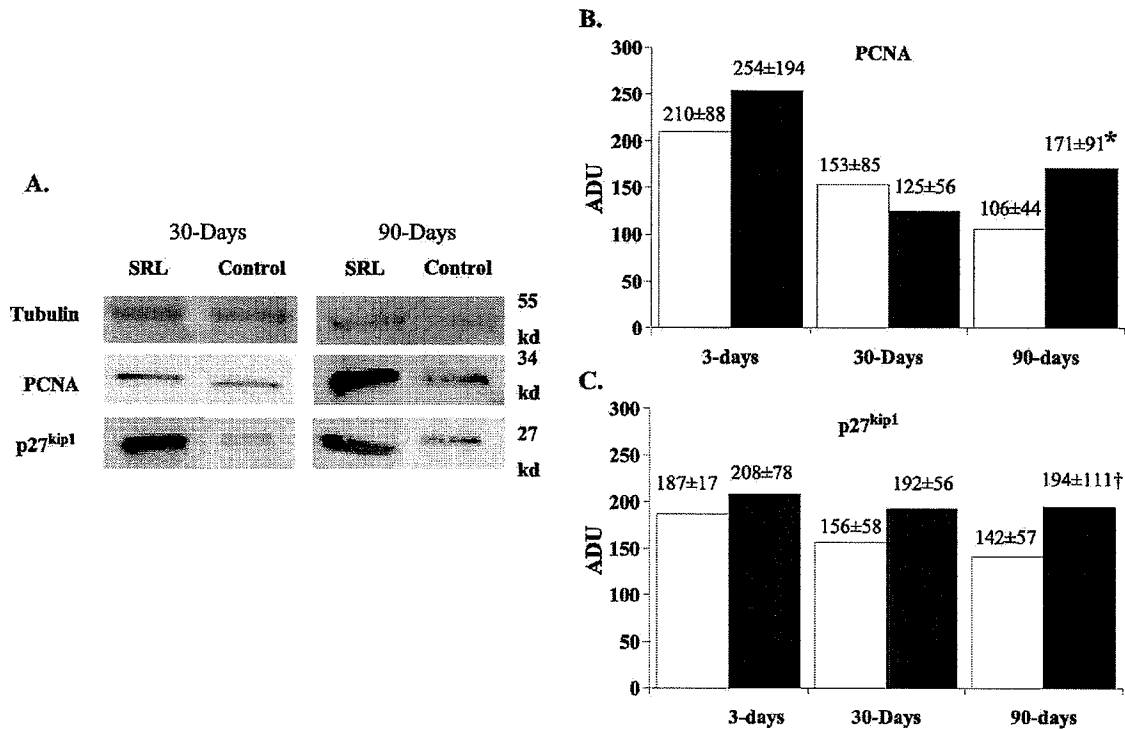 A.
30-Days 90-Days
SRL Control SRL Control
Tubulin 55
kd
PCNA 34
kd
p27kip1 27
kd
B.
PCNA
300
250
200
150
100
50
0
ADU
210±88 254±194
153±85 125±56
106±44 171±91*
3-days 30-Days 90-days
C.
p27kip1
300
250
200
150
100
50
0
ADU
187±17 208±78
156±58 192±56
142±57 194±111†
3-days 30-Days 90-days